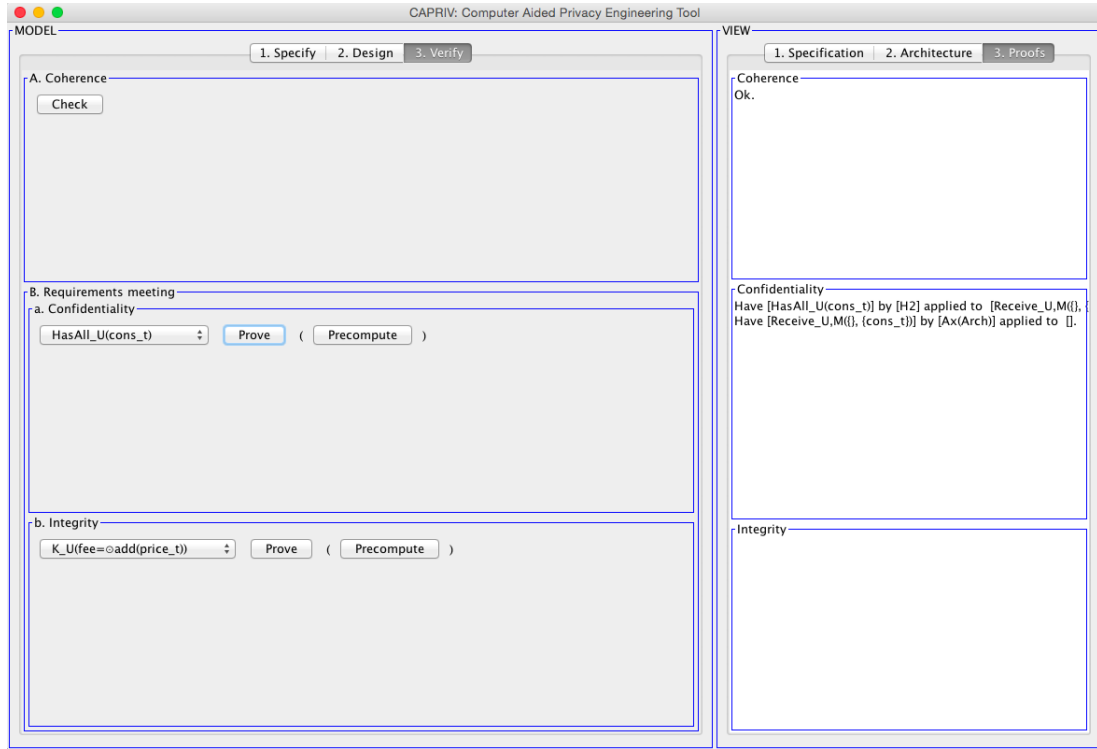 CAPRIV: Computer Aided Privacy Engineering Tool
MODEL
1. Specify 2. Design 3. Verify
A. Coherence
Check
B. Requirements meeting
a. Confidentiality
HasAll_U(cons_t) Prove ( Precompute )
b. Integrity
K_U(fee=⊙add(price_t)) Prove ( Precompute )
VIEW
1. Specification 2. Architecture 3. Proofs
Coherence
Ok.
Confidentiality
Have [HasAll_U(cons_t)] by [H2] applied to [Receive_U,M({}, {
Have [Receive_U,M({}, {cons_t})] by [Ax(Arch)] applied to [].
Integrity